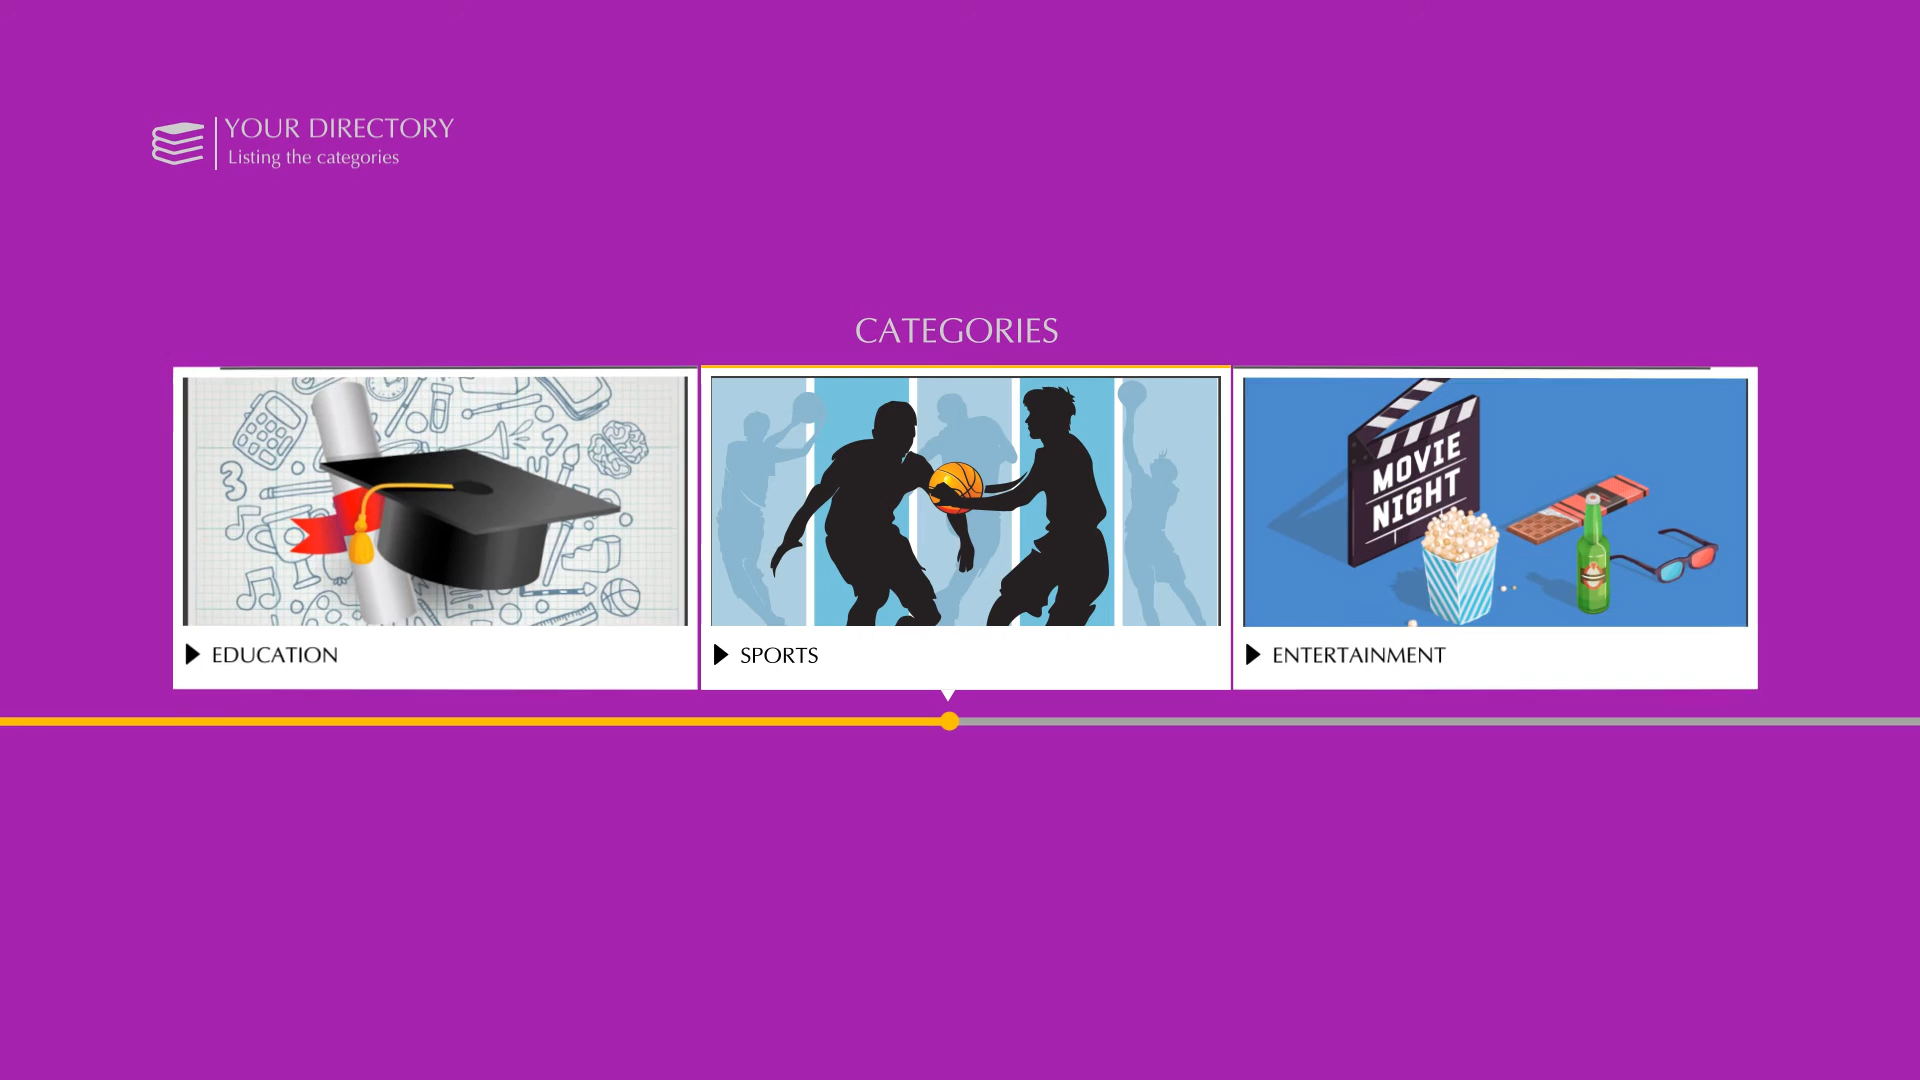 YOUR DIRECTORY
Listing the categories
CATEGORIES
MOVIE
NIGHT
EDUCATION
SPORTS
ENTERTAINMENT